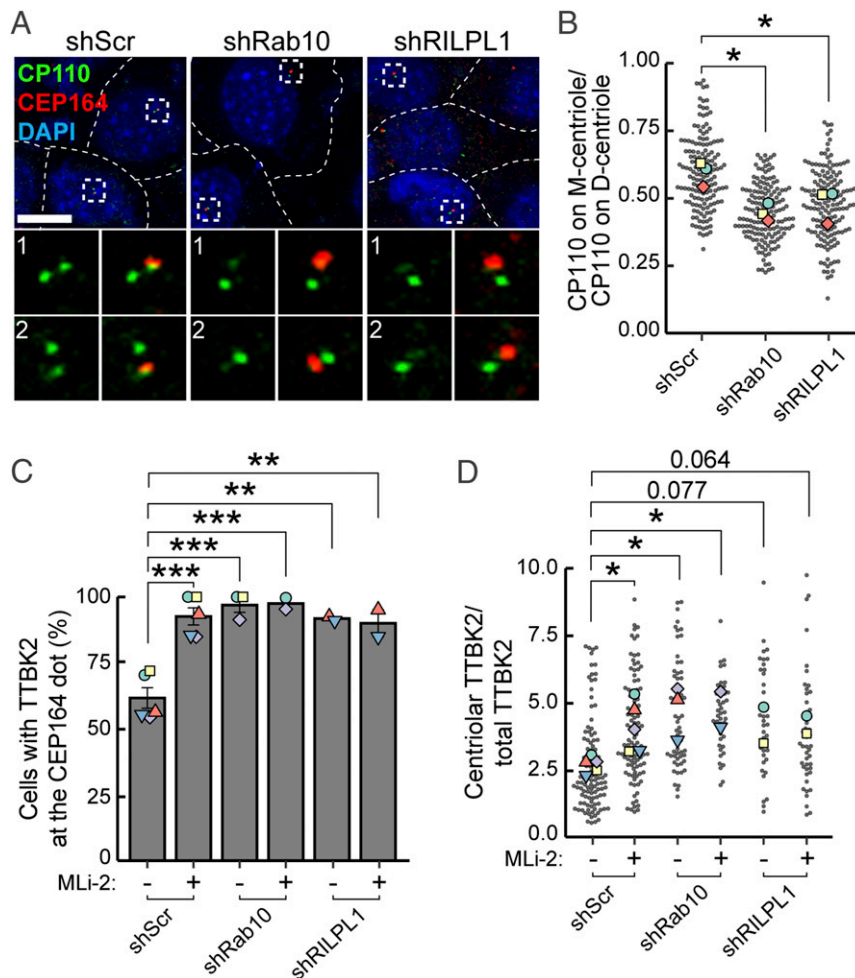 A
shScr shRab10 shRILPL1
CP110
CEP164
DAPI
1 1 1
2 2 2
B
*
*
CP110 on M-centriole/
CP110 on D-centriole
1.00
0.75
0.50
0.25
0.00
shScr
shRab10
shRILPL1
C
**
**
***
***
***
Cells with TTBK2
at the CEP164 dot (%)
100
75
50
25
0
MLi-2: - + - + - +
shScr
shRab10
shRILPL1
D
0.064
0.077
*
*
*
Centriolar TTBK2/
total TTBK2
10.0
7.5
5.0
2.5
0.0
MLi-2: - + - + - +
shScr
shRab10
shRILPL1